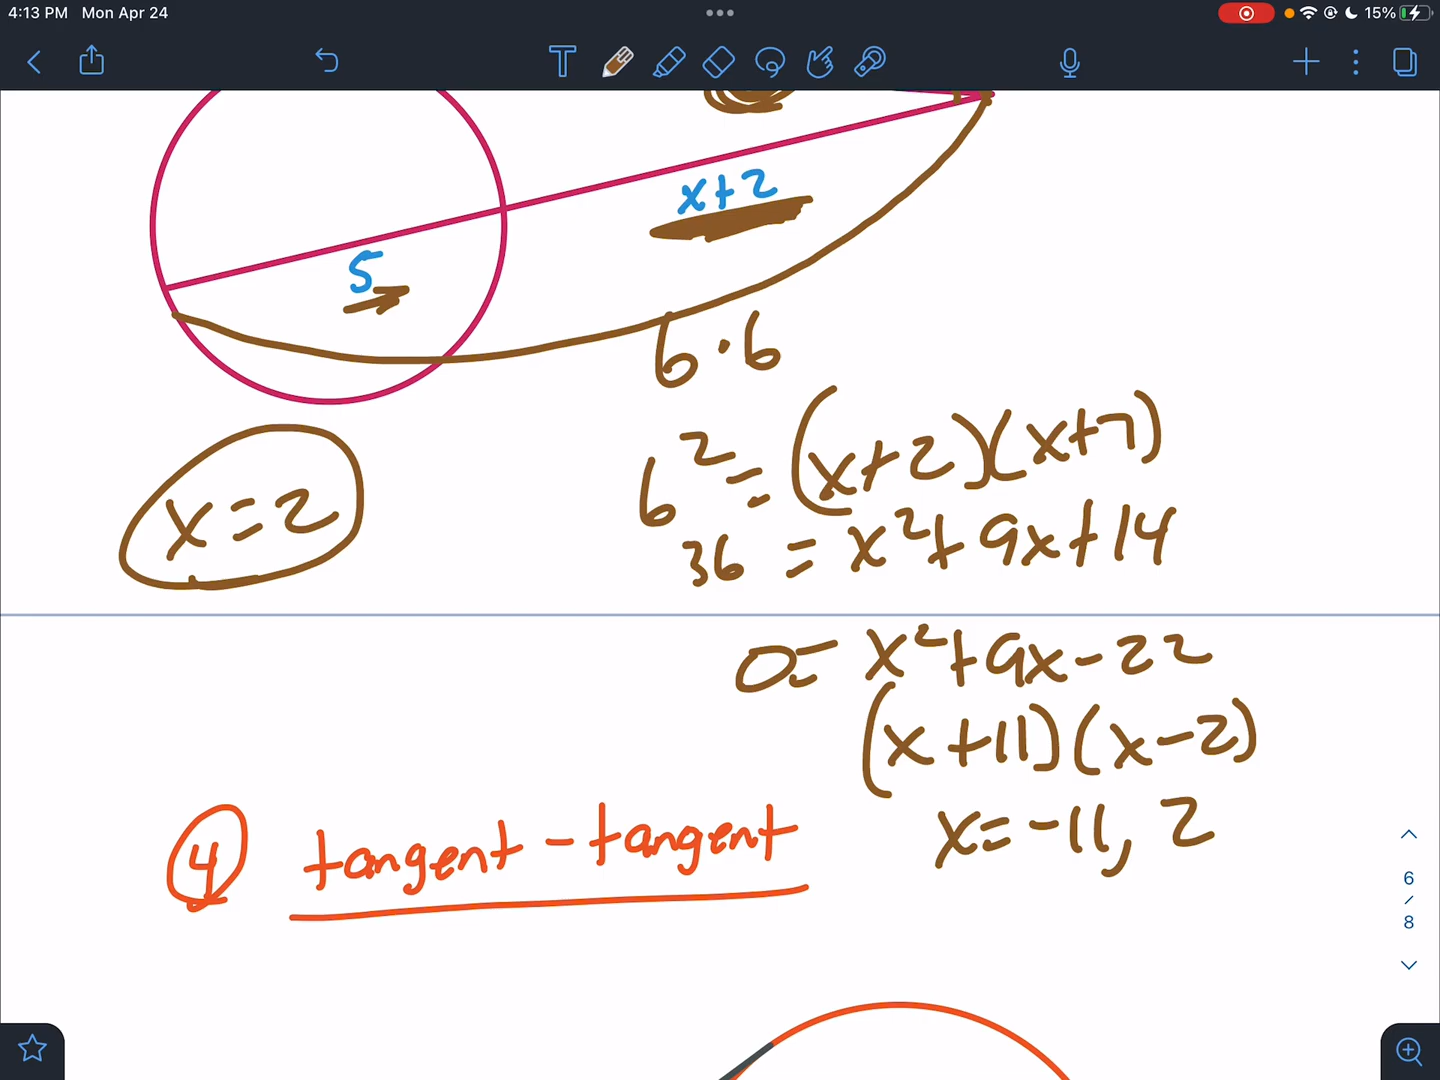 4:13 PM Mon Apr 24
15%
T
x+2
5
6·6
6²=(x+2)(x+7)
x=2
36 = x²+9x+14
0= x²+9x-22
(x+11)(x-2)
x=-11, 2
4 tangent-tangent
6
/
8